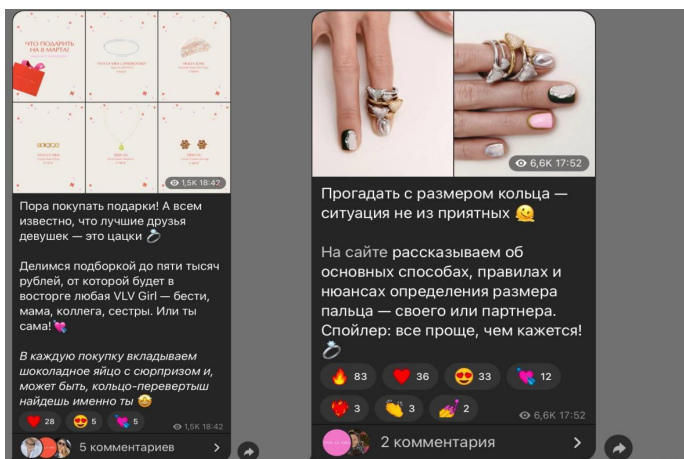 ЧТО ПОДАРИТЬ
НА 8 МАРТА?
1,5K 18:42
Пора покупать подарки! А всем
известно, что лучшие друзья
девушек — это цацки 💍
Делимся подборкой до пяти тысяч
рублей, от которой будет в
восторге любая VLV Girl — бести,
мама, коллега, сестры. Или ты
сама!💘
В каждую покупку вкладываем
шоколадное яйцо с сюрпризом и,
может быть, кольцо-перевертыш
найдешь именно ты 🤩
28 5 5
1,5K 18:42
5 комментариев
6,6K 17:52
Прогадать с размером кольца —
ситуация не из приятных 🫠
На сайте рассказываем об
основных способах, правилах и
нюансах определения размера
пальца — своего или партнера.
Спойлер: все проще, чем кажется!
💍
83 36 33 12
3 3 2
6,6K 17:52
2 комментария